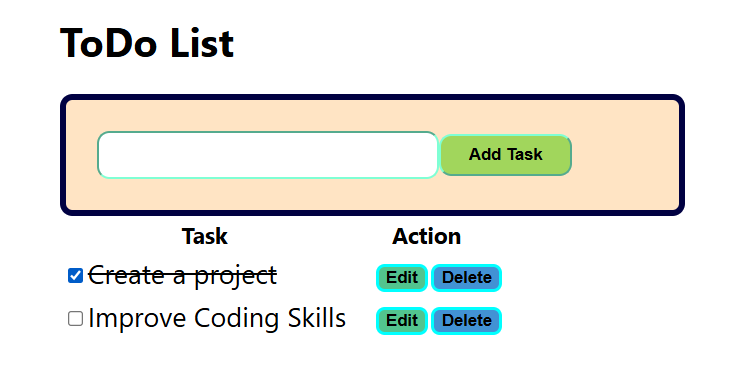 ToDo List
Add Task
Task Action
Create a project Edit Delete
Improve Coding Skills Edit Delete